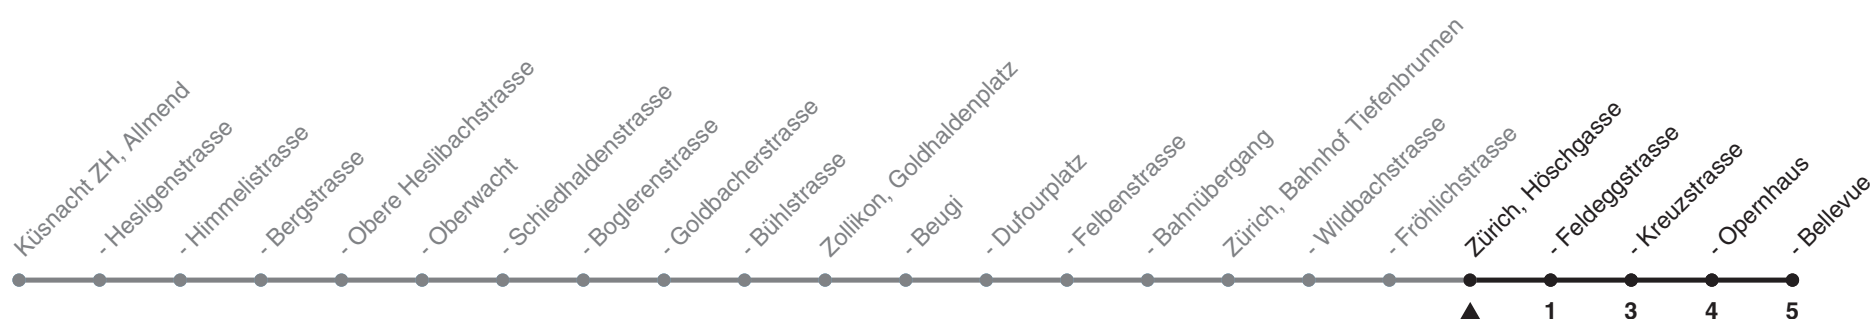 Küsnacht ZH, Allmend
- Hesligenstrasse
- Himmelistrasse
- Bergstrasse
- Obere Heslibachstrasse
- Oberwacht
- Schiedhaldenstrasse
- Boglerenstrasse
- Goldbacherstrasse
- Bühlstrasse
Zollikon, Goldhaldenplatz
- Beugi
- Dufourplatz
- Felbenstrasse
- Bahnübergang
Zürich, Bahnhof Tiefenbrunnen
- Wildbachstrasse
- Fröhlichstrasse
Zürich, Höschgasse
- Feldeggstrasse
- Kreuzstrasse
- Opernhaus
- Bellevue
1 3 4 5